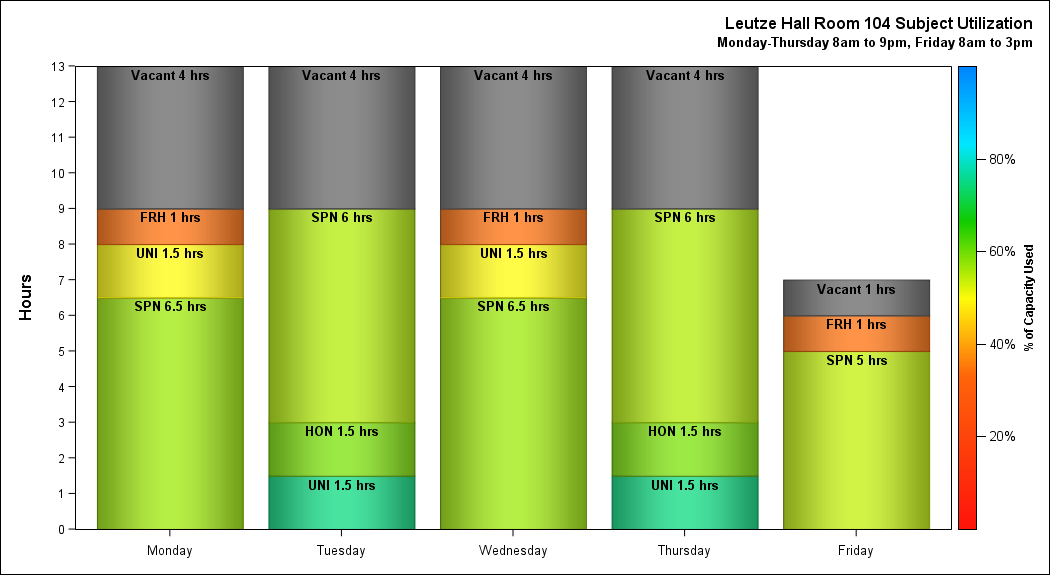 Leutze Hall Room 104 Subject Utilization
Monday-Thursday 8am to 9pm, Friday 8am to 3pm
Hours
13
12
11
10
9
8
7
6
5
4
3
2
1
0
Vacant 4 hrs
FRH 1 hrs
UNI 1.5 hrs
SPN 6.5 hrs
Vacant 4 hrs
SPN 6 hrs
HON 1.5 hrs
UNI 1.5 hrs
Vacant 4 hrs
FRH 1 hrs
UNI 1.5 hrs
SPN 6.5 hrs
Vacant 4 hrs
SPN 6 hrs
HON 1.5 hrs
UNI 1.5 hrs
Vacant 1 hrs
FRH 1 hrs
SPN 5 hrs
Monday Tuesday Wednesday Thursday Friday
80%
60%
40%
20%
% of Capacity Used